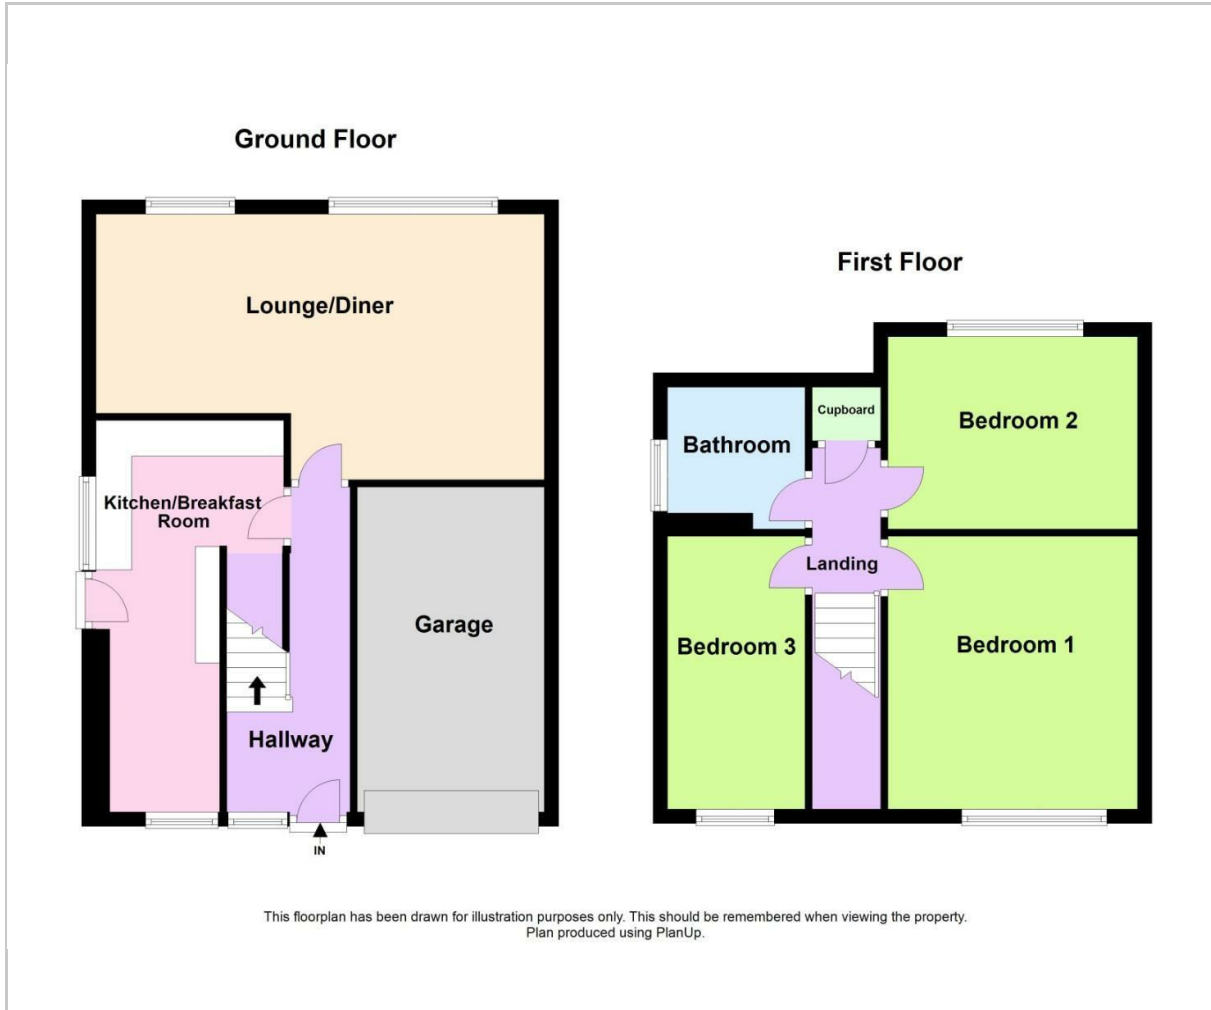 Ground Floor
Lounge/Diner
Kitchen/Breakfast
Room
Garage
Hallway
IN
First Floor
Cupboard
Bedroom 2
Bathroom
Landing
Bedroom 3
Bedroom 1
This floorplan has been drawn for illustration purposes only. This should be remembered when viewing the property.
Plan produced using PlanUp.